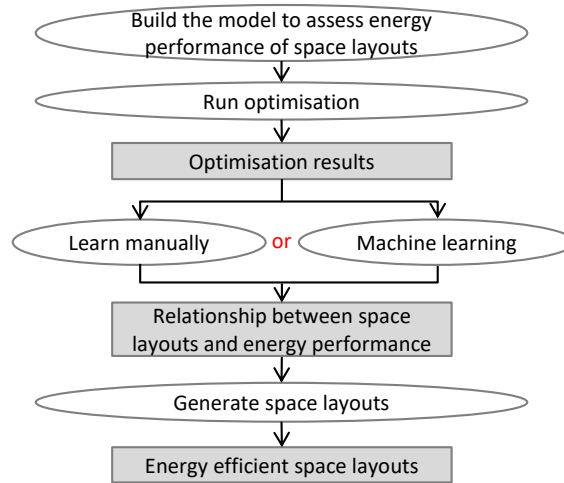 Build the model to assess energy
performance of space layouts
Run optimisation
Optimisation results
Learn manually
or
Machine learning
Relationship between space
layouts and energy performance
Generate space layouts
Energy efficient space layouts